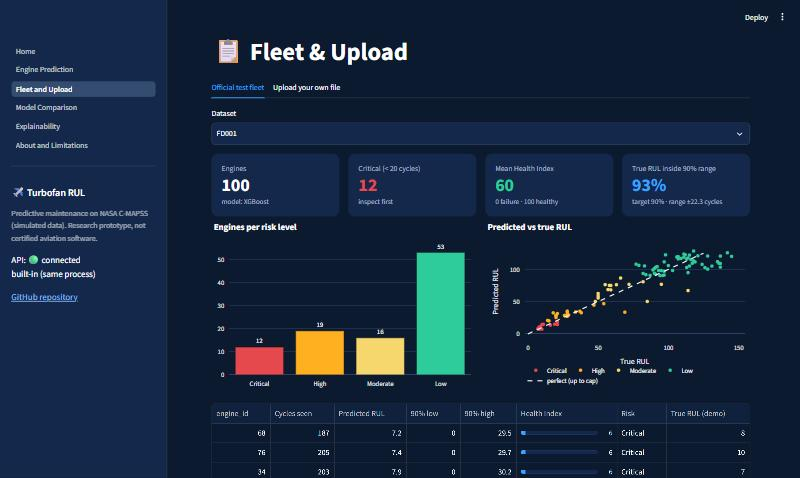 Deploy
Home
Engine Prediction
Fleet and Upload
Model Comparison
Explainability
About and Limitations
Turbofan RUL
Predictive maintenance on NASA C-MAPSS
(simulated data). Research prototype, not
certified aviation software.
API: connected
built-in (same process)
GitHub repository
Fleet & Upload
Official test fleet Upload your own file
Dataset
FD001
Engines
100
model: XGBoost
Critical (< 20 cycles)
12
inspect first
Mean Health Index
60
0 failure · 100 healthy
True RUL inside 90% range
93%
target 90% · range ±22.3 cycles
Engines per risk level
50
40
30
20
10
0
12
19
16
53
Critical High Moderate Low
Predicted vs true RUL
Predicted RUL
100
50
0
0 50 100 150
True RUL
Critical High Moderate Low
perfect (up to cap)
engine_id Cycles seen Predicted RUL 90% low 90% high Health Index Risk True RUL (demo)
68 187 7.2 0 29.5 6 Critical 8
76 205 7.4 0 29.7 6 Critical 10
34 203 7.9 0 30.2 6 Critical 7